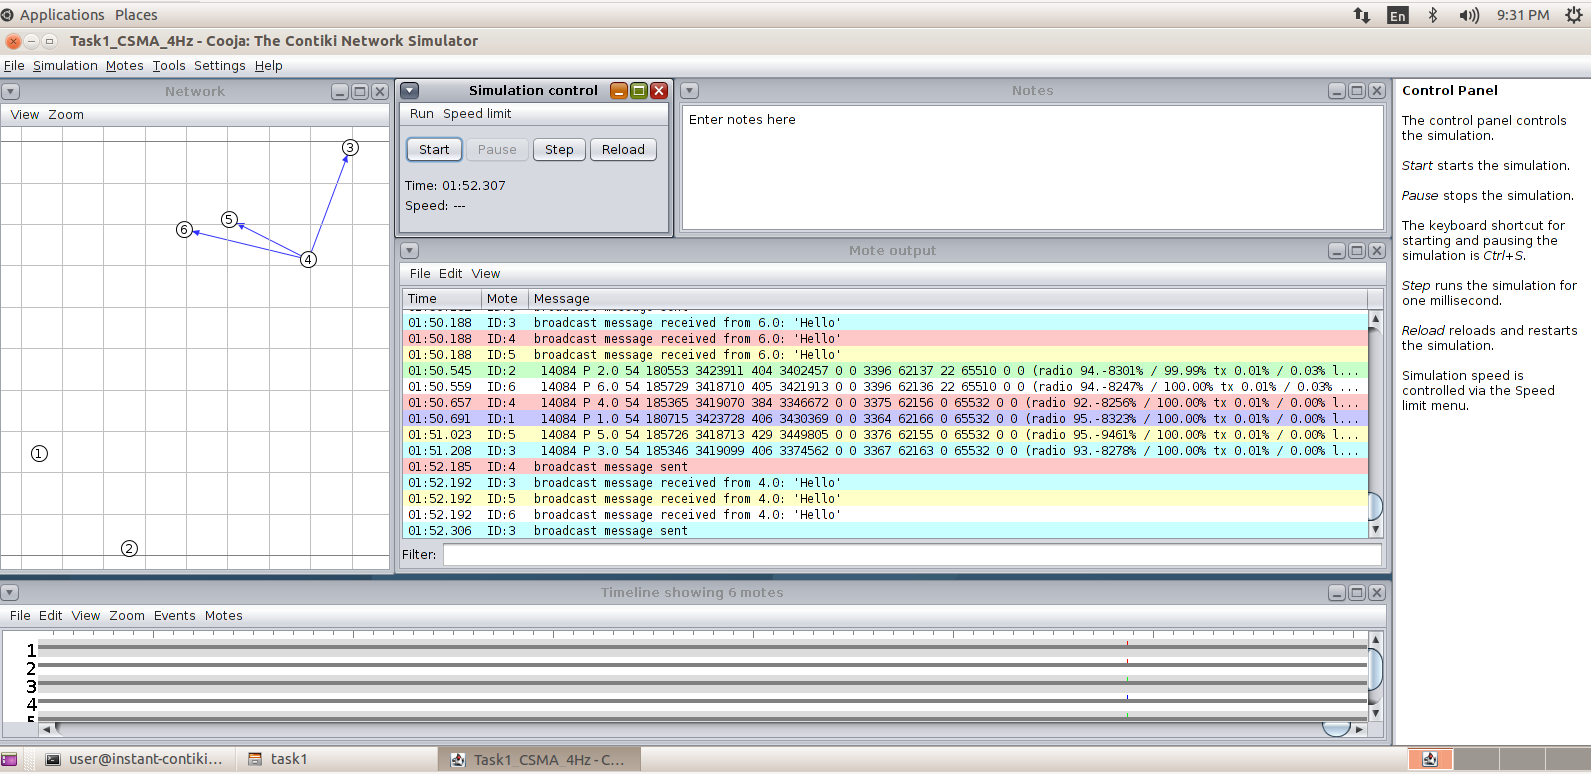 Applications Places
En 9:31 PM
Task1_CSMA_4Hz - Cooja: The Contiki Network Simulator
File Simulation Motes Tools Settings Help
Network
View Zoom
3
5
6
4
1
2
Simulation control
Run Speed limit
Start Pause Step Reload
Time: 01:52.307
Speed: ---
Notes
Enter notes here
Mote output
File Edit View
Time Mote Message
01:50.188 ID:3 broadcast message received from 6.0: 'Hello'
01:50.188 ID:4 broadcast message received from 6.0: 'Hello'
01:50.188 ID:5 broadcast message received from 6.0: 'Hello'
01:50.545 ID:2 14084 P 2.0 54 180553 3423911 404 3402457 0 0 3396 62137 22 65510 0 0 (radio 94.-8301% / 99.99% tx 0.01% / 0.03% l...
01:50.559 ID:6 14084 P 6.0 54 185729 3418710 405 3421913 0 0 3396 62136 22 65510 0 0 (radio 94.-8247% / 100.00% tx 0.01% / 0.03% ...
01:50.657 ID:4 14084 P 4.0 54 185365 3419070 384 3346672 0 0 3375 62156 0 65532 0 0 (radio 92.-8256% / 100.00% tx 0.01% / 0.00% l...
01:50.691 ID:1 14084 P 1.0 54 180715 3423728 406 3430369 0 0 3364 62166 0 65532 0 0 (radio 95.-8323% / 100.00% tx 0.01% / 0.00% l...
01:51.023 ID:5 14084 P 5.0 54 185726 3418713 429 3449805 0 0 3376 62155 0 65532 0 0 (radio 95.-9461% / 100.00% tx 0.01% / 0.00% l...
01:51.208 ID:3 14084 P 3.0 54 185346 3419099 406 3374562 0 0 3367 62163 0 65532 0 0 (radio 93.-8278% / 100.00% tx 0.01% / 0.00% l...
01:52.185 ID:4 broadcast message sent
01:52.192 ID:3 broadcast message received from 4.0: 'Hello'
01:52.192 ID:5 broadcast message received from 4.0: 'Hello'
01:52.192 ID:6 broadcast message received from 4.0: 'Hello'
01:52.306 ID:3 broadcast message sent
Filter:
Control Panel
The control panel controls
the simulation.
Start starts the simulation.
Pause stops the simulation.
The keyboard shortcut for
starting and pausing the
simulation is Ctrl+S.
Step runs the simulation for
one millisecond.
Reload reloads and restarts
the simulation.
Simulation speed is
controlled via the Speed
limit menu.
Timeline showing 6 motes
File Edit View Zoom Events Motes
1
2
3
4
5
user@instant-contiki... task1 Task1_CSMA_4Hz - C...